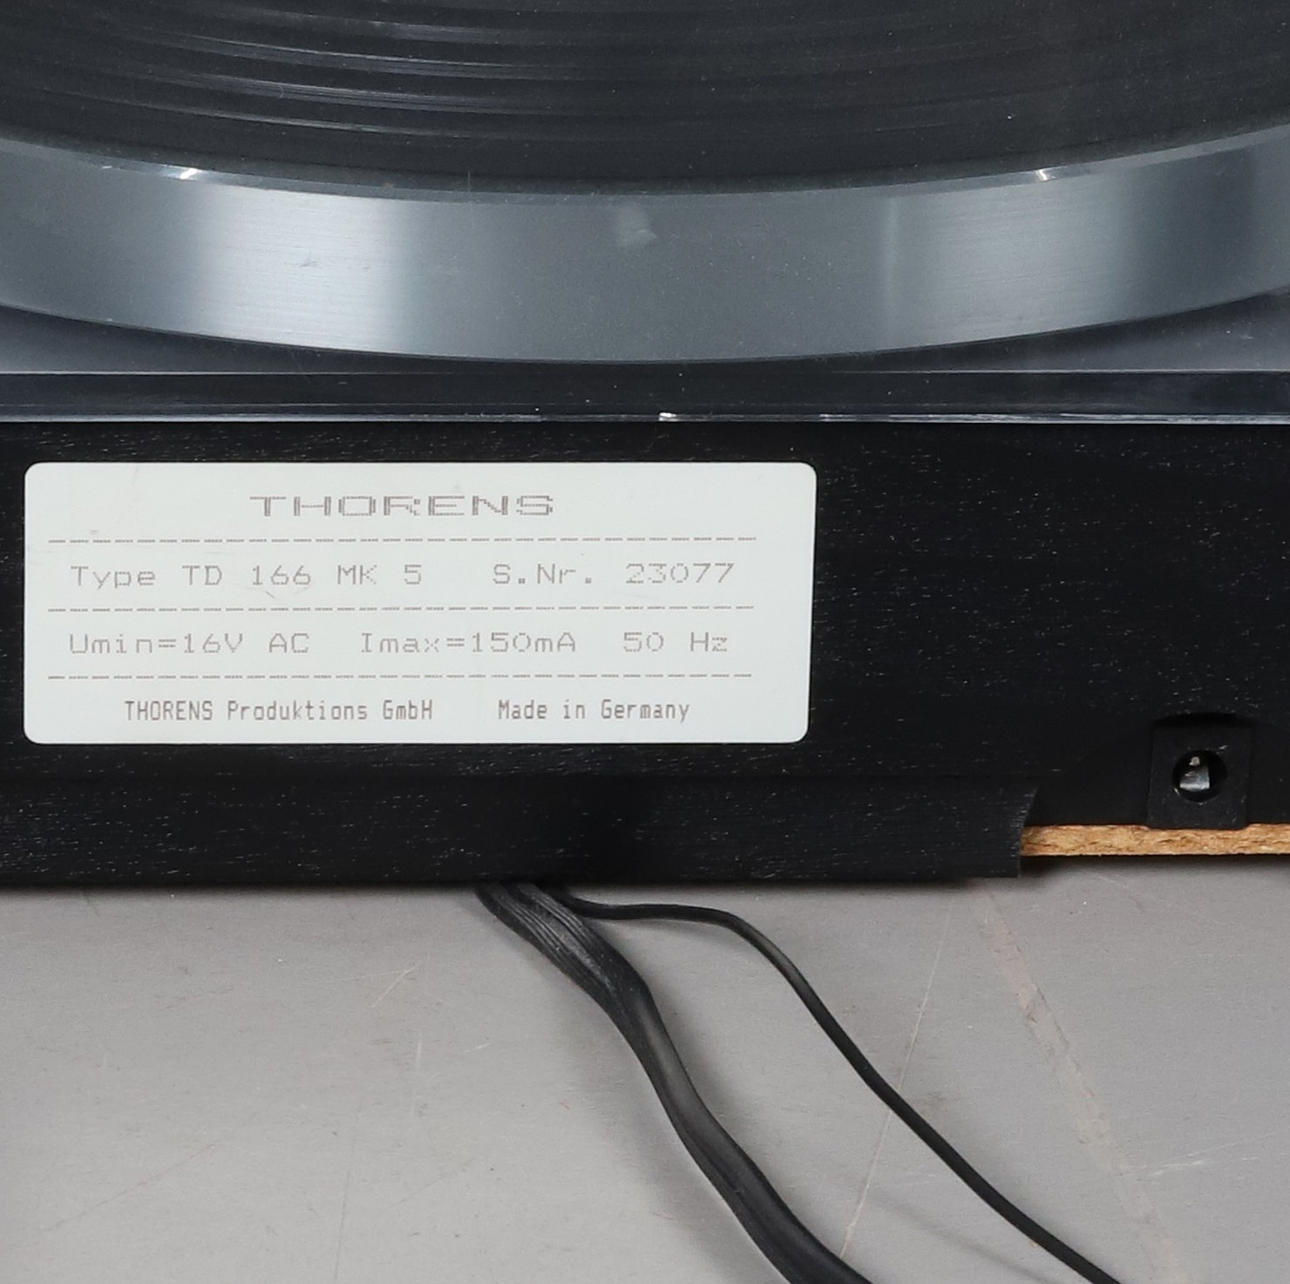 THORENS
Type TD 166 MK 5 S.Nr. 23077
Umin=16V AC Imax=150mA 50 Hz
THORENS Produktions GmbH Made in Germany